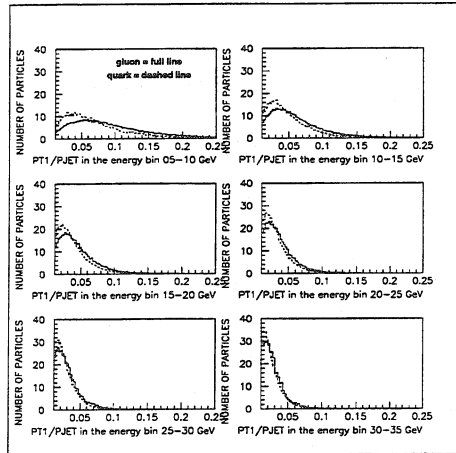 NUMBER OF PARTICLES
40
30
20
10
0
gluon = full line
quark = dashed line
0.05 0.1 0.15 0.2 0.25
PT1/PJET in the energy bin 05-10 GeV
NUMBER OF PARTICLES
40
30
20
10
0
0.05 0.1 0.15 0.2 0.25
PT1/PJET in the energy bin 10-15 GeV
NUMBER OF PARTICLES
40
30
20
10
0
0.05 0.1 0.15 0.2 0.25
PT1/PJET in the energy bin 15-20 GeV
NUMBER OF PARTICLES
40
30
20
10
0
0.05 0.1 0.15 0.2 0.25
PT1/PJET in the energy bin 20-25 GeV
NUMBER OF PARTICLES
40
30
20
10
0
0.05 0.1 0.15 0.2 0.25
PT1/PJET in the energy bin 25-30 GeV
NUMBER OF PARTICLES
40
30
20
10
0
0.05 0.1 0.15 0.2 0.25
PT1/PJET in the energy bin 30-35 GeV